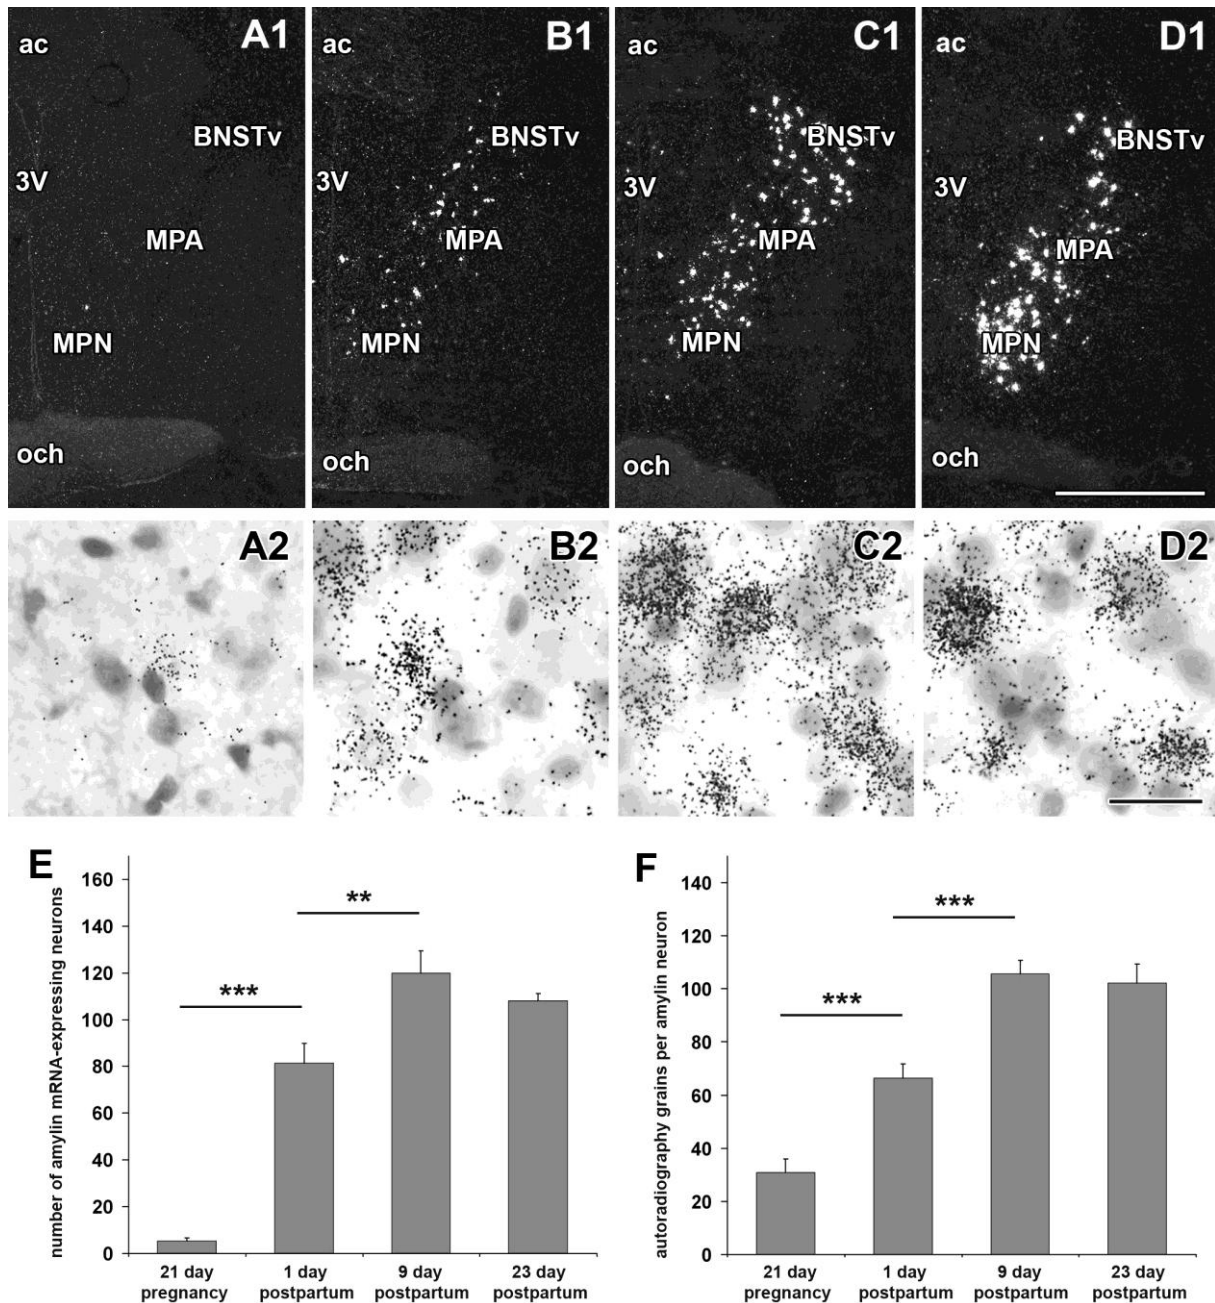 A1
ac
BNSTv
3V
MPA
MPN
och
B1
ac
BNSTv
3V
MPA
MPN
och
C1
ac
BNSTv
3V
MPA
MPN
och
D1
ac
BNSTv
3V
MPA
MPN
och
A2
B2
C2
D2
E
number of amylin mRNA-expressing neurons
160
140
120
100
80
60
40
20
0
***
**
21 day
pregnancy
1 day
postpartum
9 day
postpartum
23 day
postpartum
F
autoradiography grains per amylin neuron
140
120
100
80
60
40
20
0
***
***
21 day
pregnancy
1 day
postpartum
9 day
postpartum
23 day
postpartum